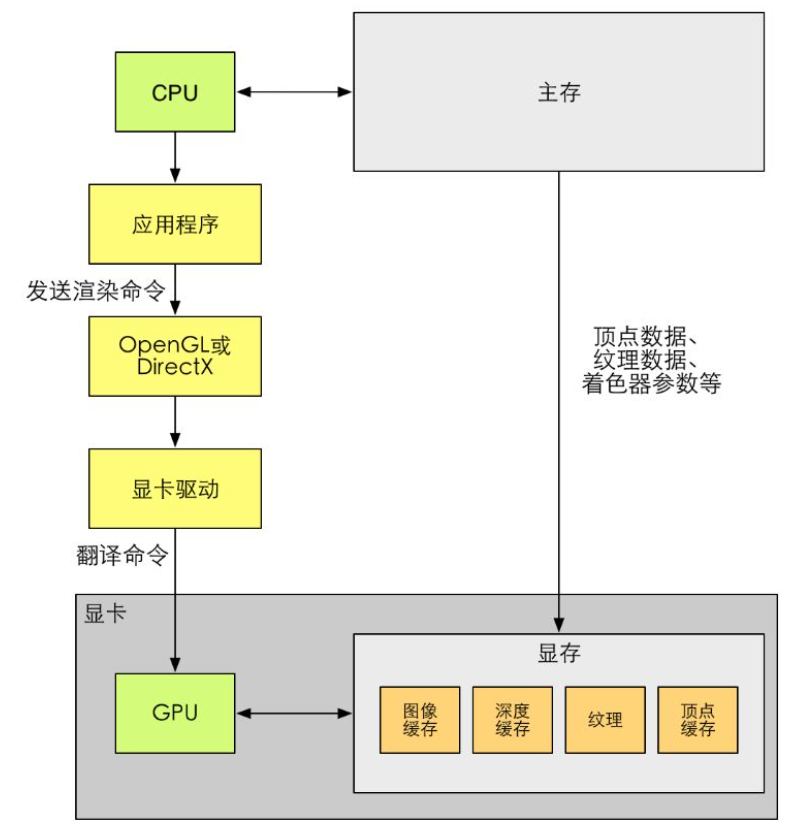 CPU
主存
应用程序
发送渲染命令
OpenGL或
DirectX
顶点数据、
纹理数据、
着色器参数等
显卡驱动
翻译命令
显卡
显存
GPU
图像
缓存
深度
缓存
纹理
顶点
缓存